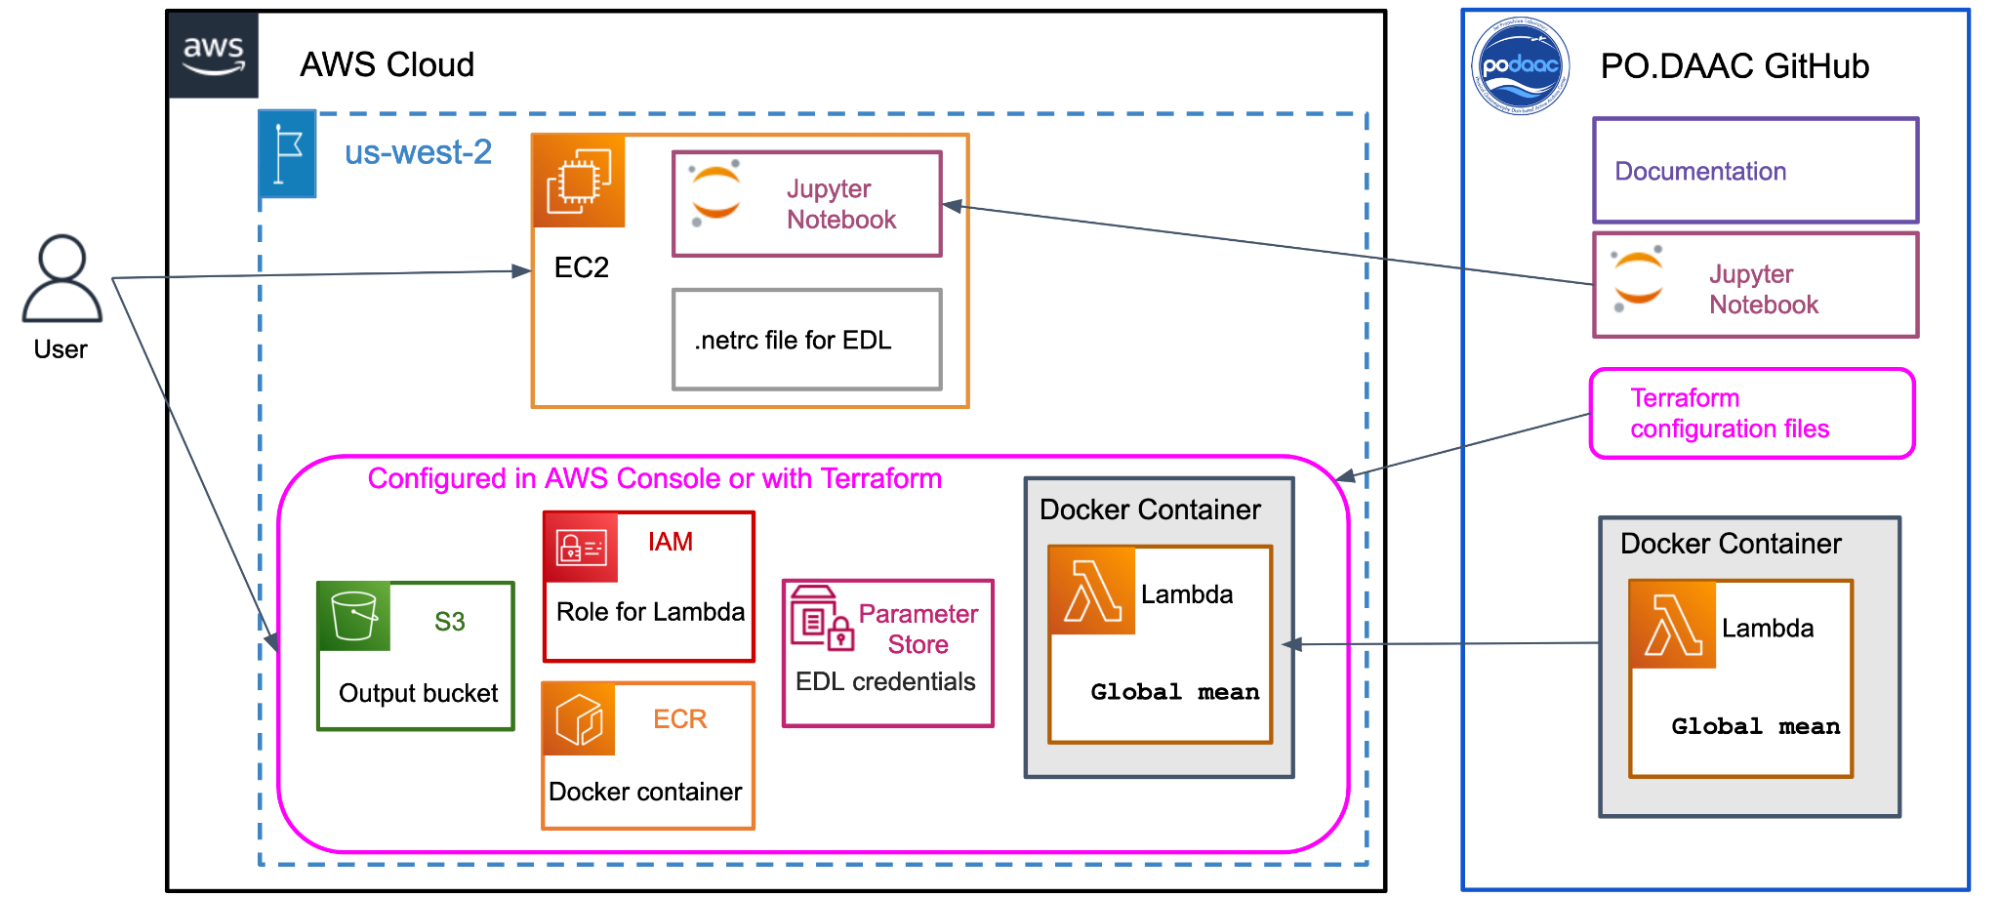 aws
AWS Cloud
us-west-2
User
EC2
Jupyter
Notebook
.netrc file for EDL
Configured in AWS Console or with Terraform
S3
Output bucket
IAM
Role for Lambda
ECR
Docker container
Parameter
Store
EDL credentials
Docker Container
Lambda
Global mean
podaac
PO.DAAC GitHub
Documentation
Jupyter
Notebook
Terraform
configuration files
Docker Container
Lambda
Global mean